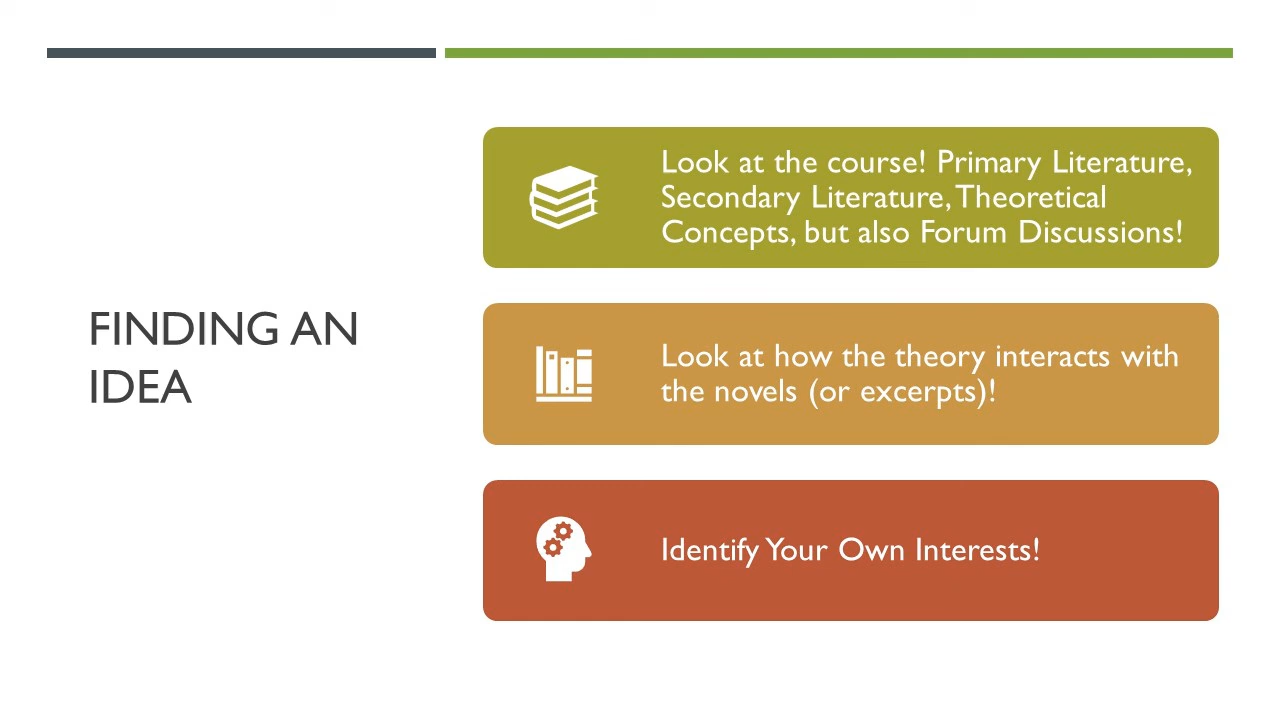 FINDING AN
IDEA
Look at the course! Primary Literature,
Secondary Literature, Theoretical
Concepts, but also Forum Discussions!
Look at how the theory interacts with
the novels (or excerpts)!
Identify Your Own Interests!